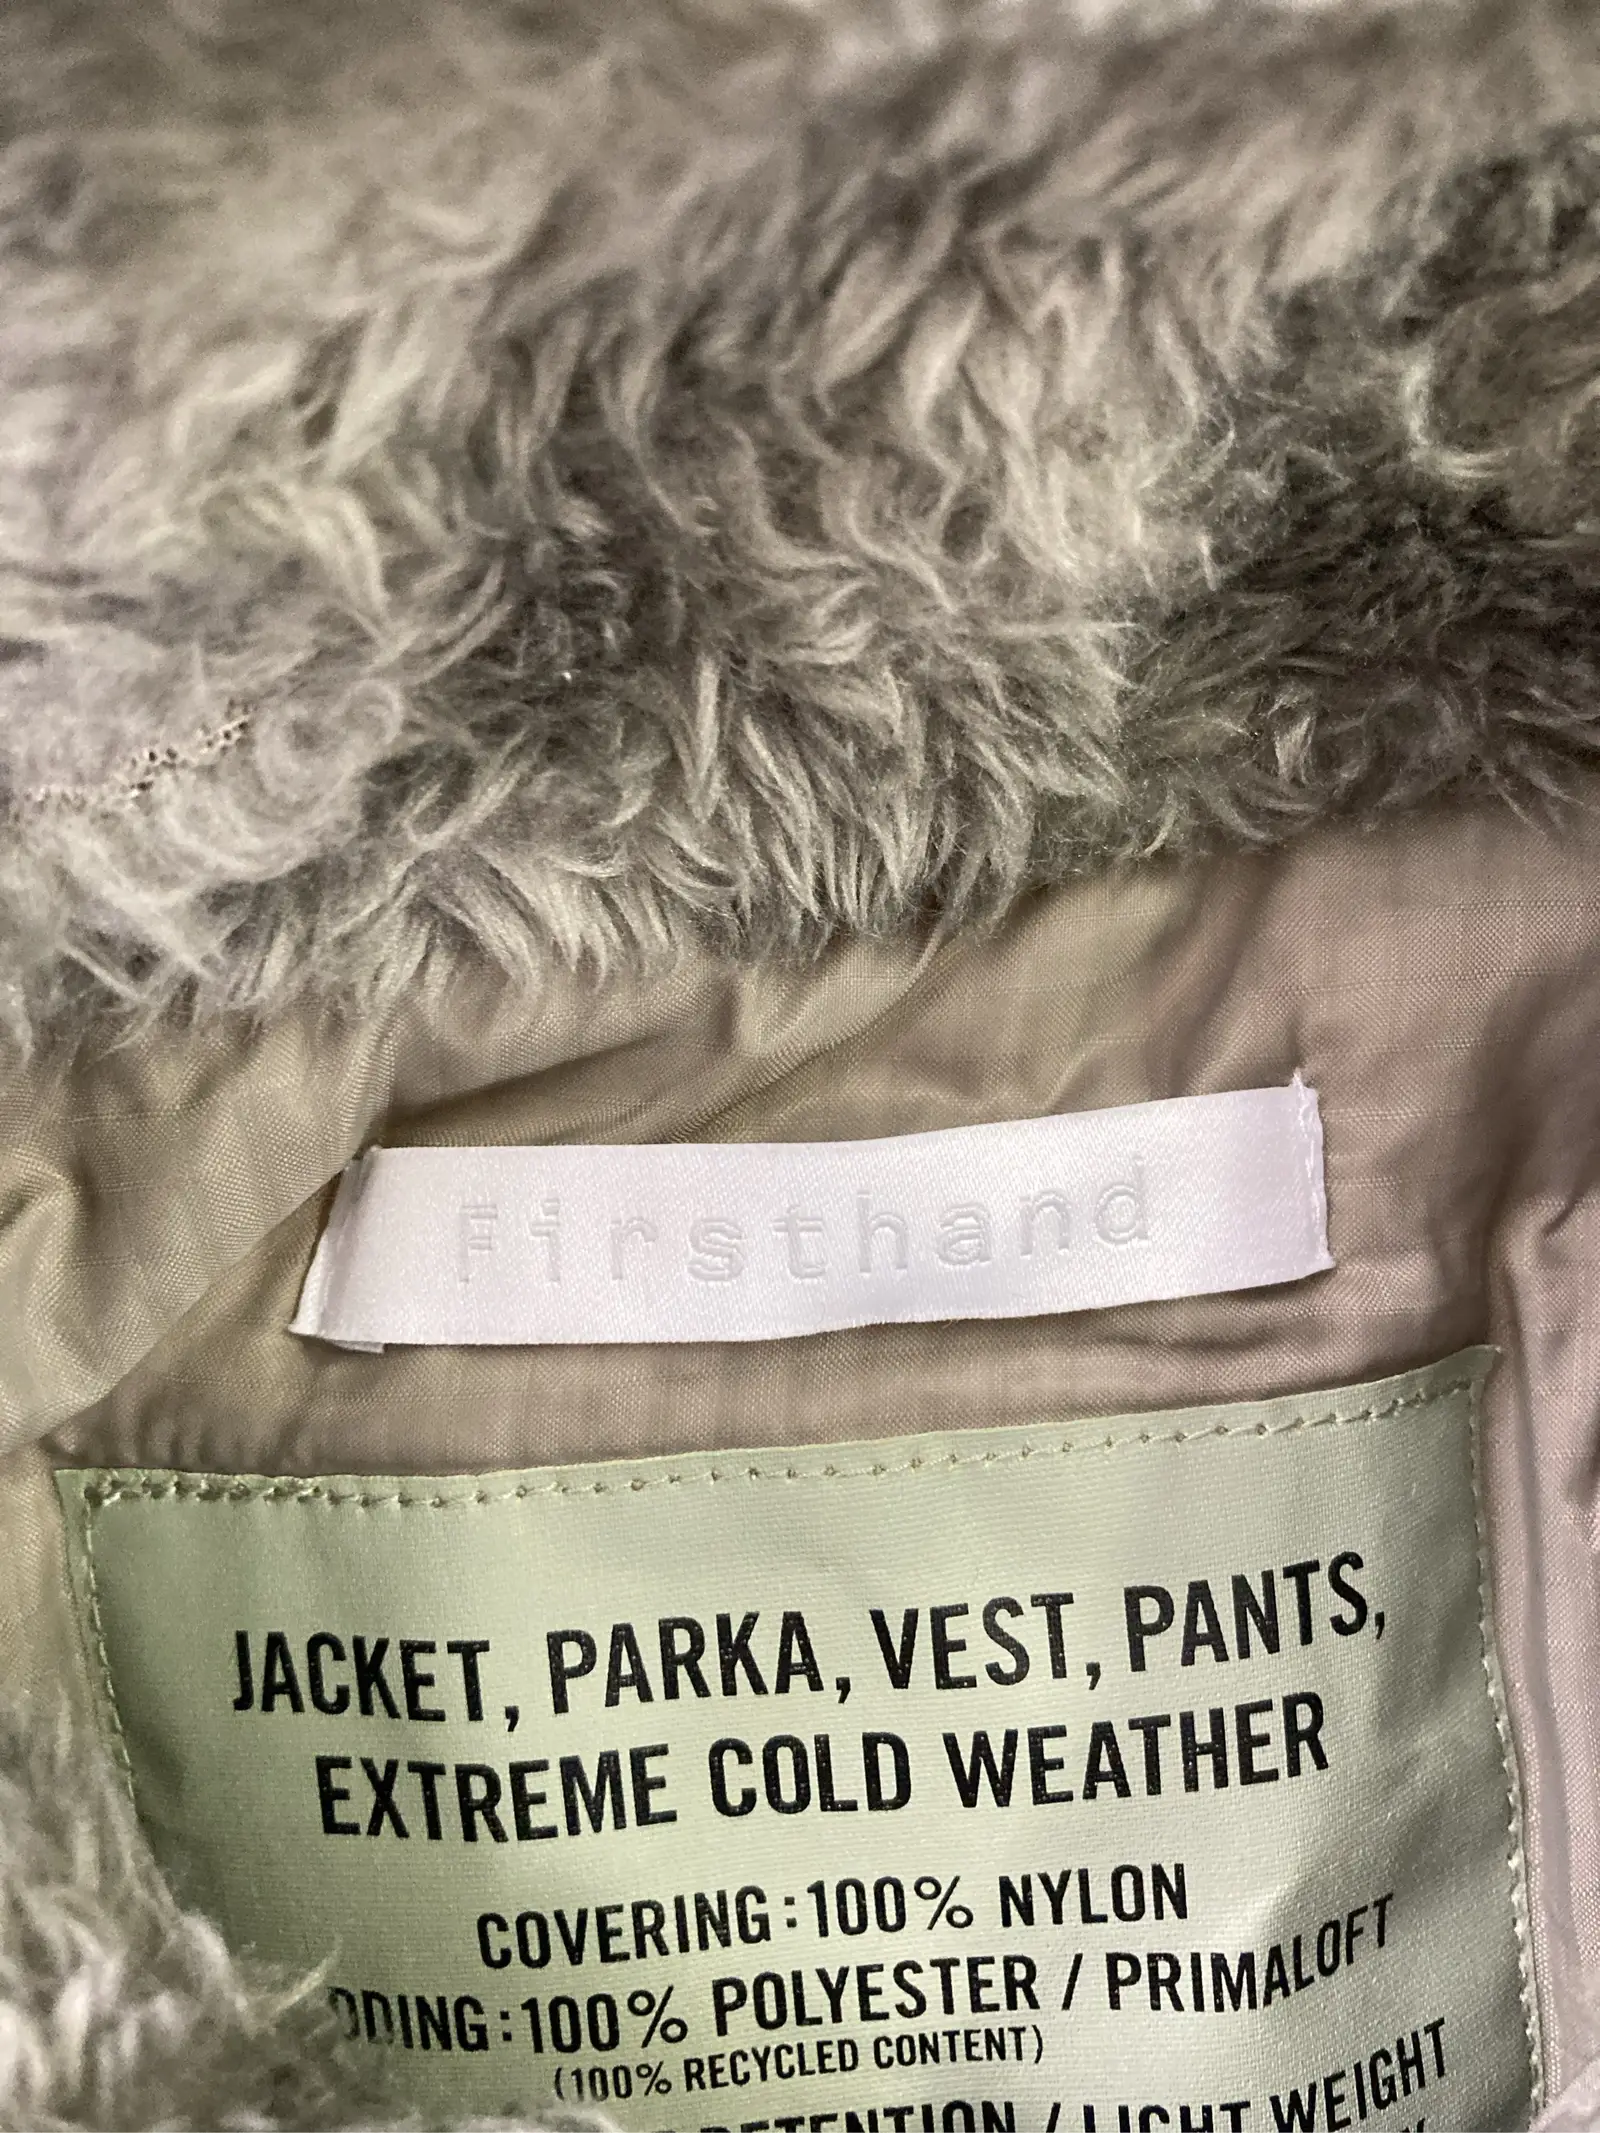 Firsthand
JACKET, PARKA, VEST, PANTS,
EXTREME COLD WEATHER
COVERING:100% NYLON
DDING:100% POLYESTER / PRIMALOFT
(100% RECYCLED CONTENT)
RETENTION / LIGHT WEIGHT